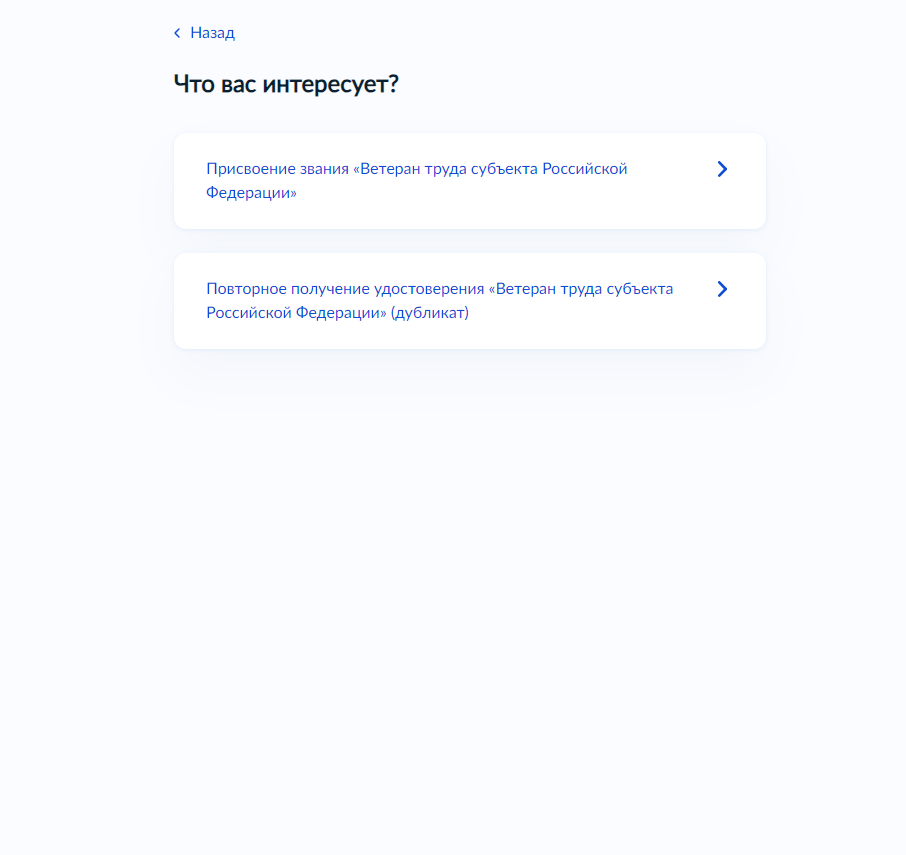 Назад
Что вас интересует?
Присвоение звания «Ветеран труда субъекта Российской
Федерации»
Повторное получение удостоверения «Ветеран труда субъекта
Российской Федерации» (дубликат)